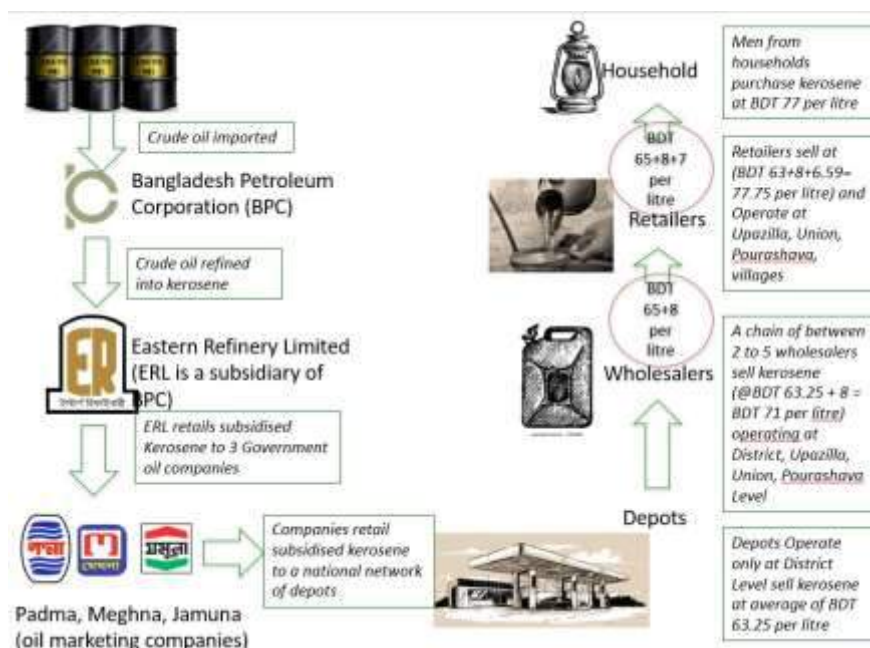 Crude oil imported
Bangladesh Petroleum
Corporation (BPC)
Crude oil refined
into kerosene
Eastern Refinery Limited
(ERL is a subsidiary of
BPC)
ERL retails subsidised
Kerosene to 3 Government
oil companies
মেঘনা
যমুনা
Padma, Meghna, Jamuna
(oil marketing companies)
Companies retail
subsidised kerosene
to a national network
of depots
Depots
Depots Operate
only at District
Level sell kerosene
at average of BDT
63.25 per litre
Wholesalers
BDT
65+8
per
litre
A chain of between
2 to 5 wholesalers
sell kerosene
(@BDT 63.25 + 8 =
BDT 71 per litre)
operating at
District, Upazilla,
Union, Pourashava
Level
Retailers
BDT
65+8+7
per
litre
Retailers sell at
(BDT 63+8+6.59=
77.75 per litre) and
Operate at
Upazilla, Union,
Pourashava,
villages
Household
Men from
households
purchase kerosene
at BDT 77 per litre